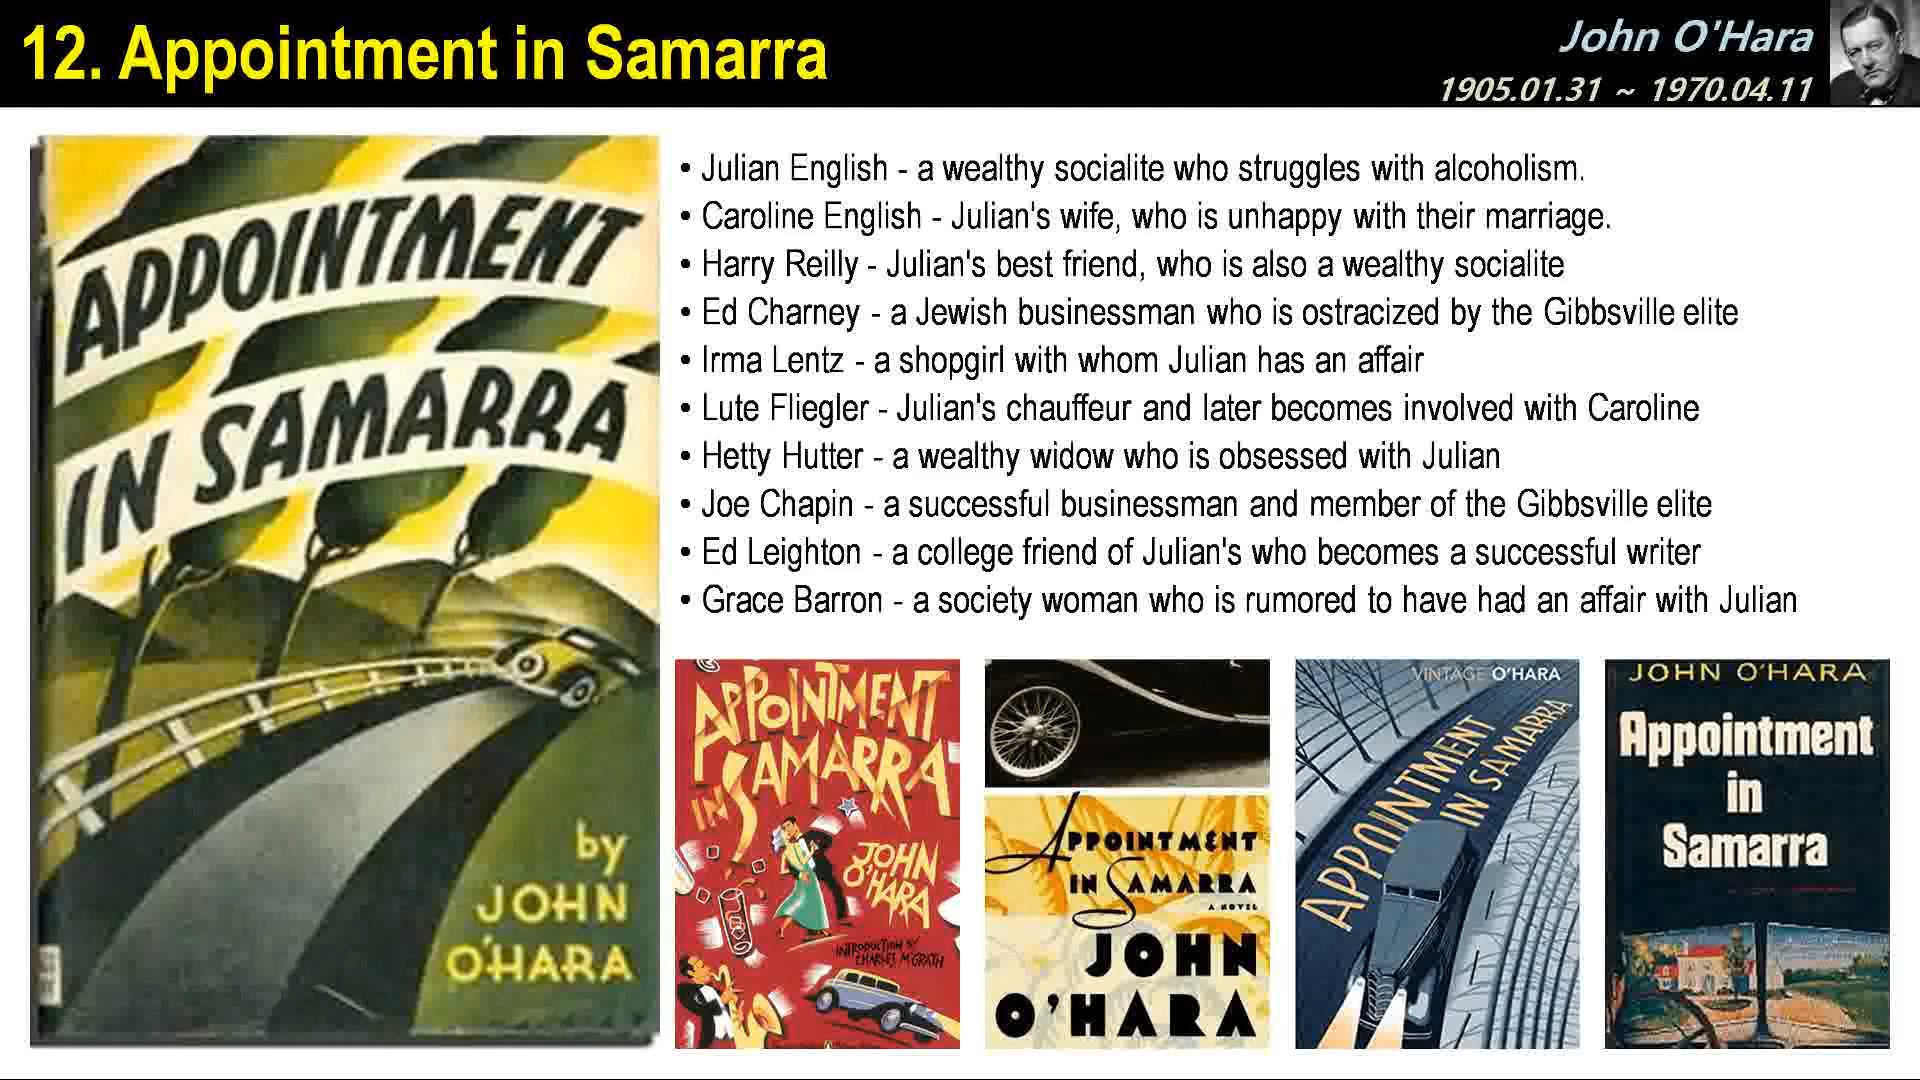 12. Appointment in Samarra
John O'Hara
1905.01.31 ~ 1970.04.11
APPOINTMENT
IN SAMARRA
by
JOHN
O'HARA
• Julian English - a wealthy socialite who struggles with alcoholism.
• Caroline English - Julian's wife, who is unhappy with their marriage.
• Harry Reilly - Julian's best friend, who is also a wealthy socialite
• Ed Charney - a Jewish businessman who is ostracized by the Gibbsville elite
• Irma Lentz - a shopgirl with whom Julian has an affair
• Lute Fliegler - Julian's chauffeur and later becomes involved with Caroline
• Hetty Hutter - a wealthy widow who is obsessed with Julian
• Joe Chapin - a successful businessman and member of the Gibbsville elite
• Ed Leighton - a college friend of Julian's who becomes a successful writer
• Grace Barron - a society woman who is rumored to have had an affair with Julian
APPOINTMENT
IN SAMARRA
JOHN
O'HARA
INTRODUCTION BY
CHARLES McGRATH
APPOINTMENT
IN SAMARRA
A NOVEL
JOHN
O'HARA
VINTAGE O'HARA
APPOINTMENT
IN SAMARRA
JOHN O'HARA
Appointment
in
Samarra